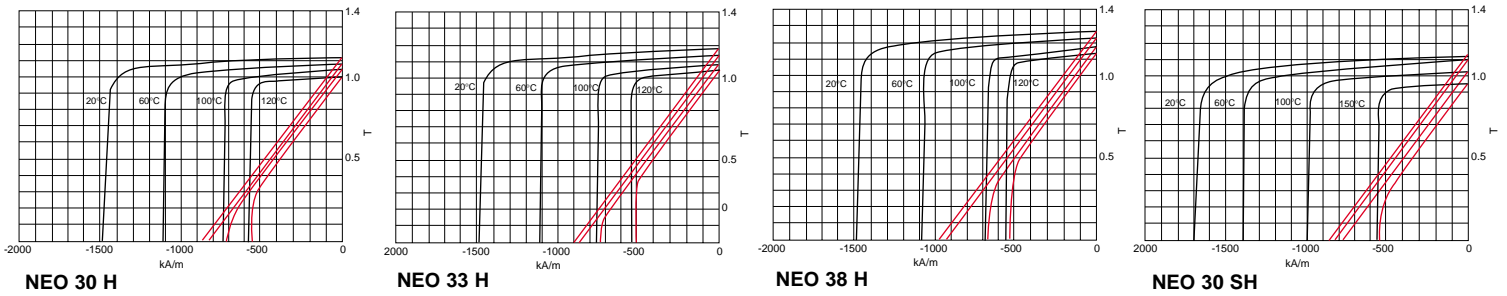 1.4
1.0
T
0.5
20°C
60°C
100°C
120°C
-2000
-1500
-1000
-500
0
kA/m
NEO 30 H
1.4
1.0
T
0.5
0
20°C
60°C
100°C
120°C
-2000
-1500
-1000
-500
0
kA/m
NEO 33 H
1.4
1.0
T
0.5
20°C
60°C
100°C
120°C
-2000
-1500
-1000
-500
0
kA/m
NEO 38 H
1.4
1.0
T
0.5
20°C
60°C
100°C
150°C
2000
-1500
-1000
-500
0
kA/m
NEO 30 SH